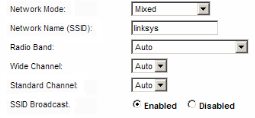 Network Mode: Mixed
Network Name (SSID): linksys
Radio Band: Auto
Wide Channel: Auto
Standard Channel: Auto
SSID Broadcast: Enabled Disabled